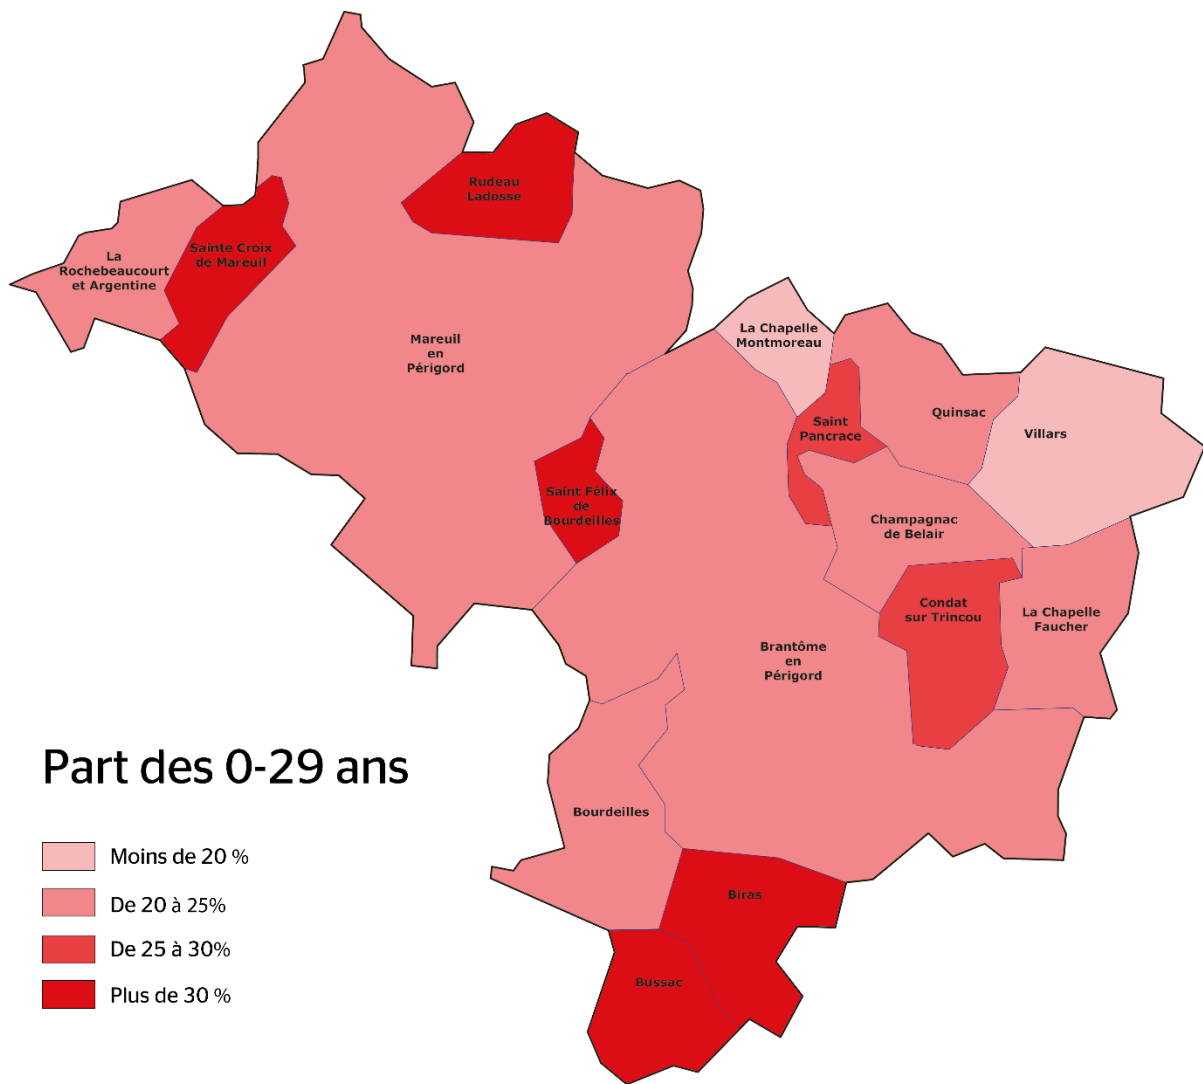 Rudeau
Ladosse
Sainte Croix
de Mareuil
La
Rochebeaucourt
et Argentine
Mareuil
en
Périgord
La Chapelle
Montmoreau
Saint
Pancrace
Quinsac
Villars
Saint Félix
de
Bourdeilles
Champagnac
de Belair
Condat
sur Trincou
La Chapelle
Faucher
Brantôme
en
Périgord
Bourdeilles
Biras
Bussac
Part des 0-29 ans
Moins de 20 %
De 20 à 25%
De 25 à 30%
Plus de 30 %